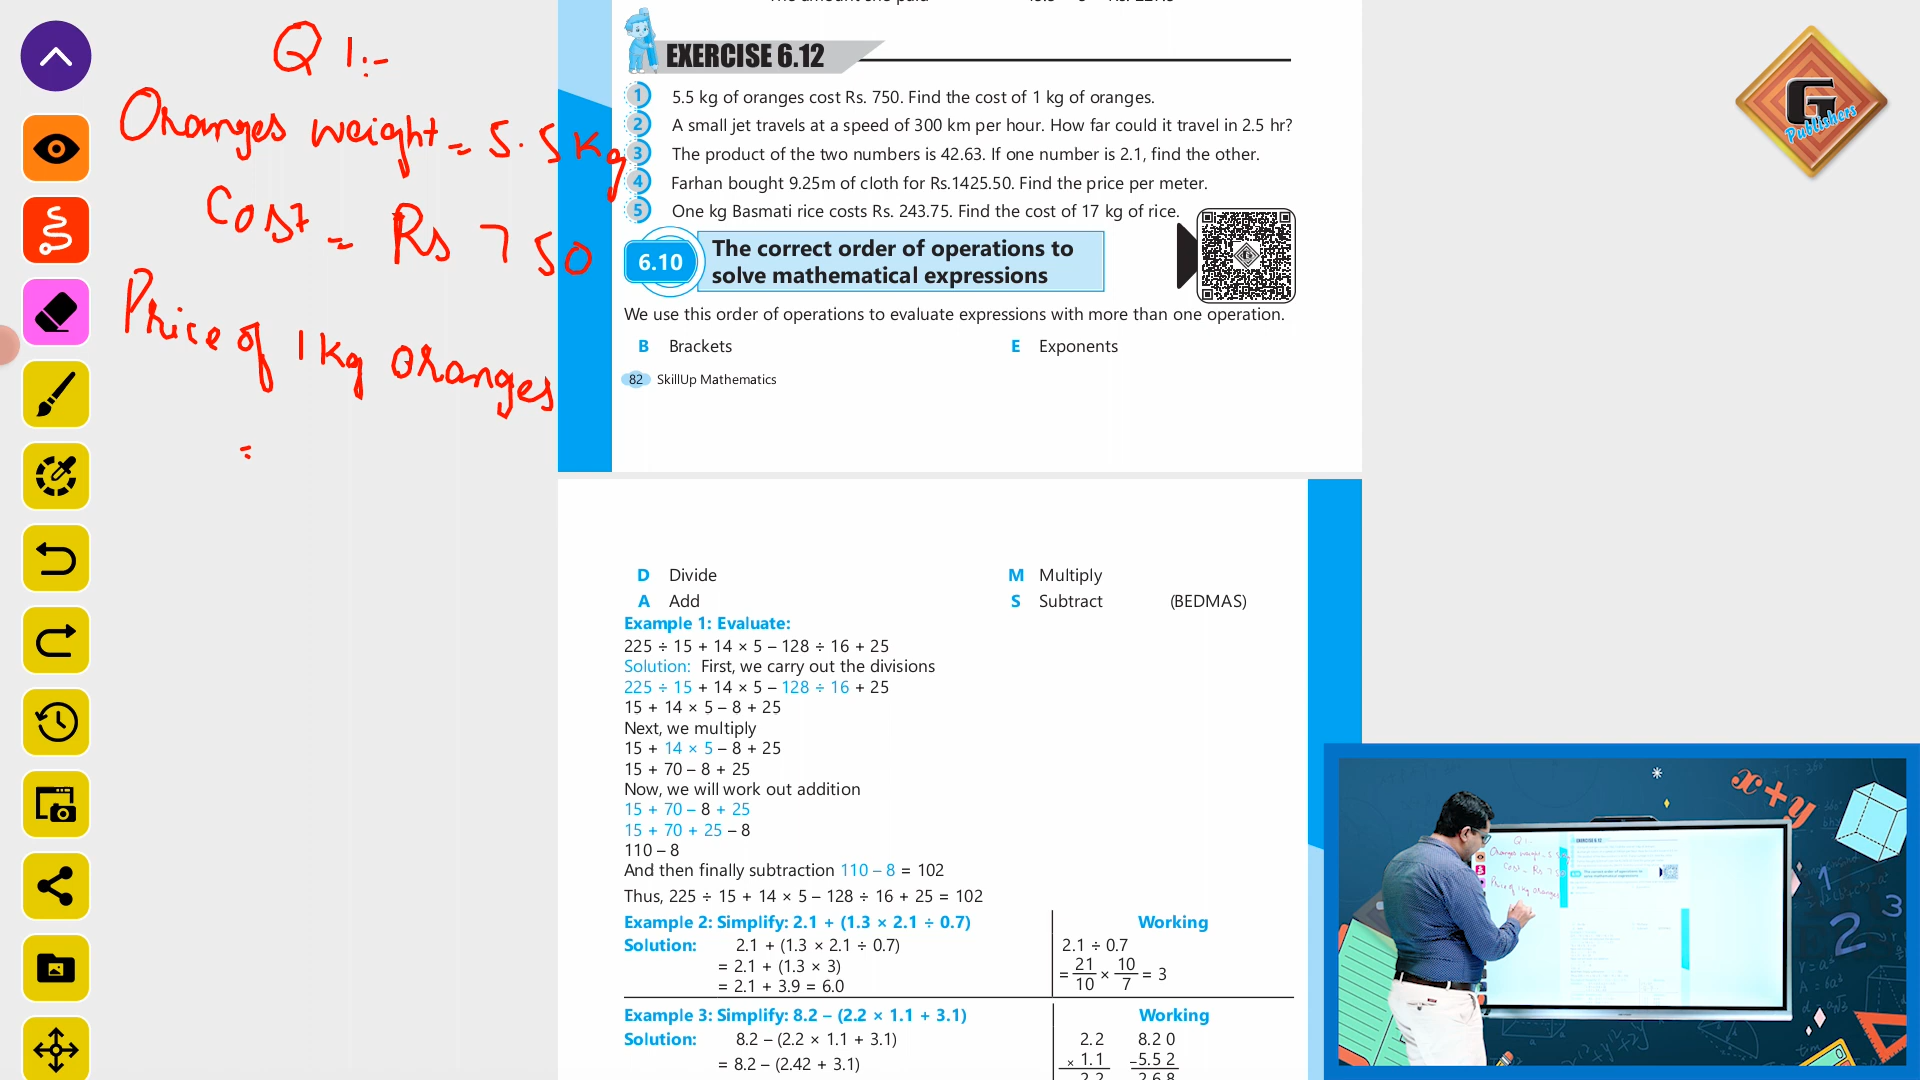 Q 1:-
Oranges weight = 5.5 Kg
Cost = Rs 750
Price of 1 kg oranges
=
EXERCISE 6.12
1 5.5 kg of oranges cost Rs. 750. Find the cost of 1 kg of oranges.
2 A small jet travels at a speed of 300 km per hour. How far could it travel in 2.5 hr?
3 The product of the two numbers is 42.63. If one number is 2.1, find the other.
4 Farhan bought 9.25m of cloth for Rs.1425.50. Find the price per meter.
5 One kg Basmati rice costs Rs. 243.75. Find the cost of 17 kg of rice.
6.10 The correct order of operations to
solve mathematical expressions
We use this order of operations to evaluate expressions with more than one operation.
B Brackets E Exponents
82 SkillUp Mathematics
D Divide M Multiply
A Add S Subtract (BEDMAS)
Example 1: Evaluate:
225 ÷ 15 + 14 × 5 – 128 ÷ 16 + 25
Solution: First, we carry out the divisions
225 ÷ 15 + 14 × 5 – 128 ÷ 16 + 25
15 + 14 × 5 – 8 + 25
Next, we multiply
15 + 14 × 5 – 8 + 25
15 + 70 – 8 + 25
Now, we will work out addition
15 + 70 – 8 + 25
15 + 70 + 25 – 8
110 – 8
And then finally subtraction 110 – 8 = 102
Thus, 225 ÷ 15 + 14 × 5 – 128 ÷ 16 + 25 = 102
Example 2: Simplify: 2.1 + (1.3 × 2.1 ÷ 0.7) Working
Solution: 2.1 + (1.3 × 2.1 ÷ 0.7) 2.1 ÷ 0.7
= 2.1 + (1.3 × 3) = 21/10 × 10/7 = 3
= 2.1 + 3.9 = 6.0
Example 3: Simplify: 8.2 – (2.2 × 1.1 + 3.1) Working
Solution: 8.2 – (2.2 × 1.1 + 3.1) 2.2 8.2 0
= 8.2 – (2.42 + 3.1) × 1.1 –5.5 2
G Publishers
x+y
1
2
3